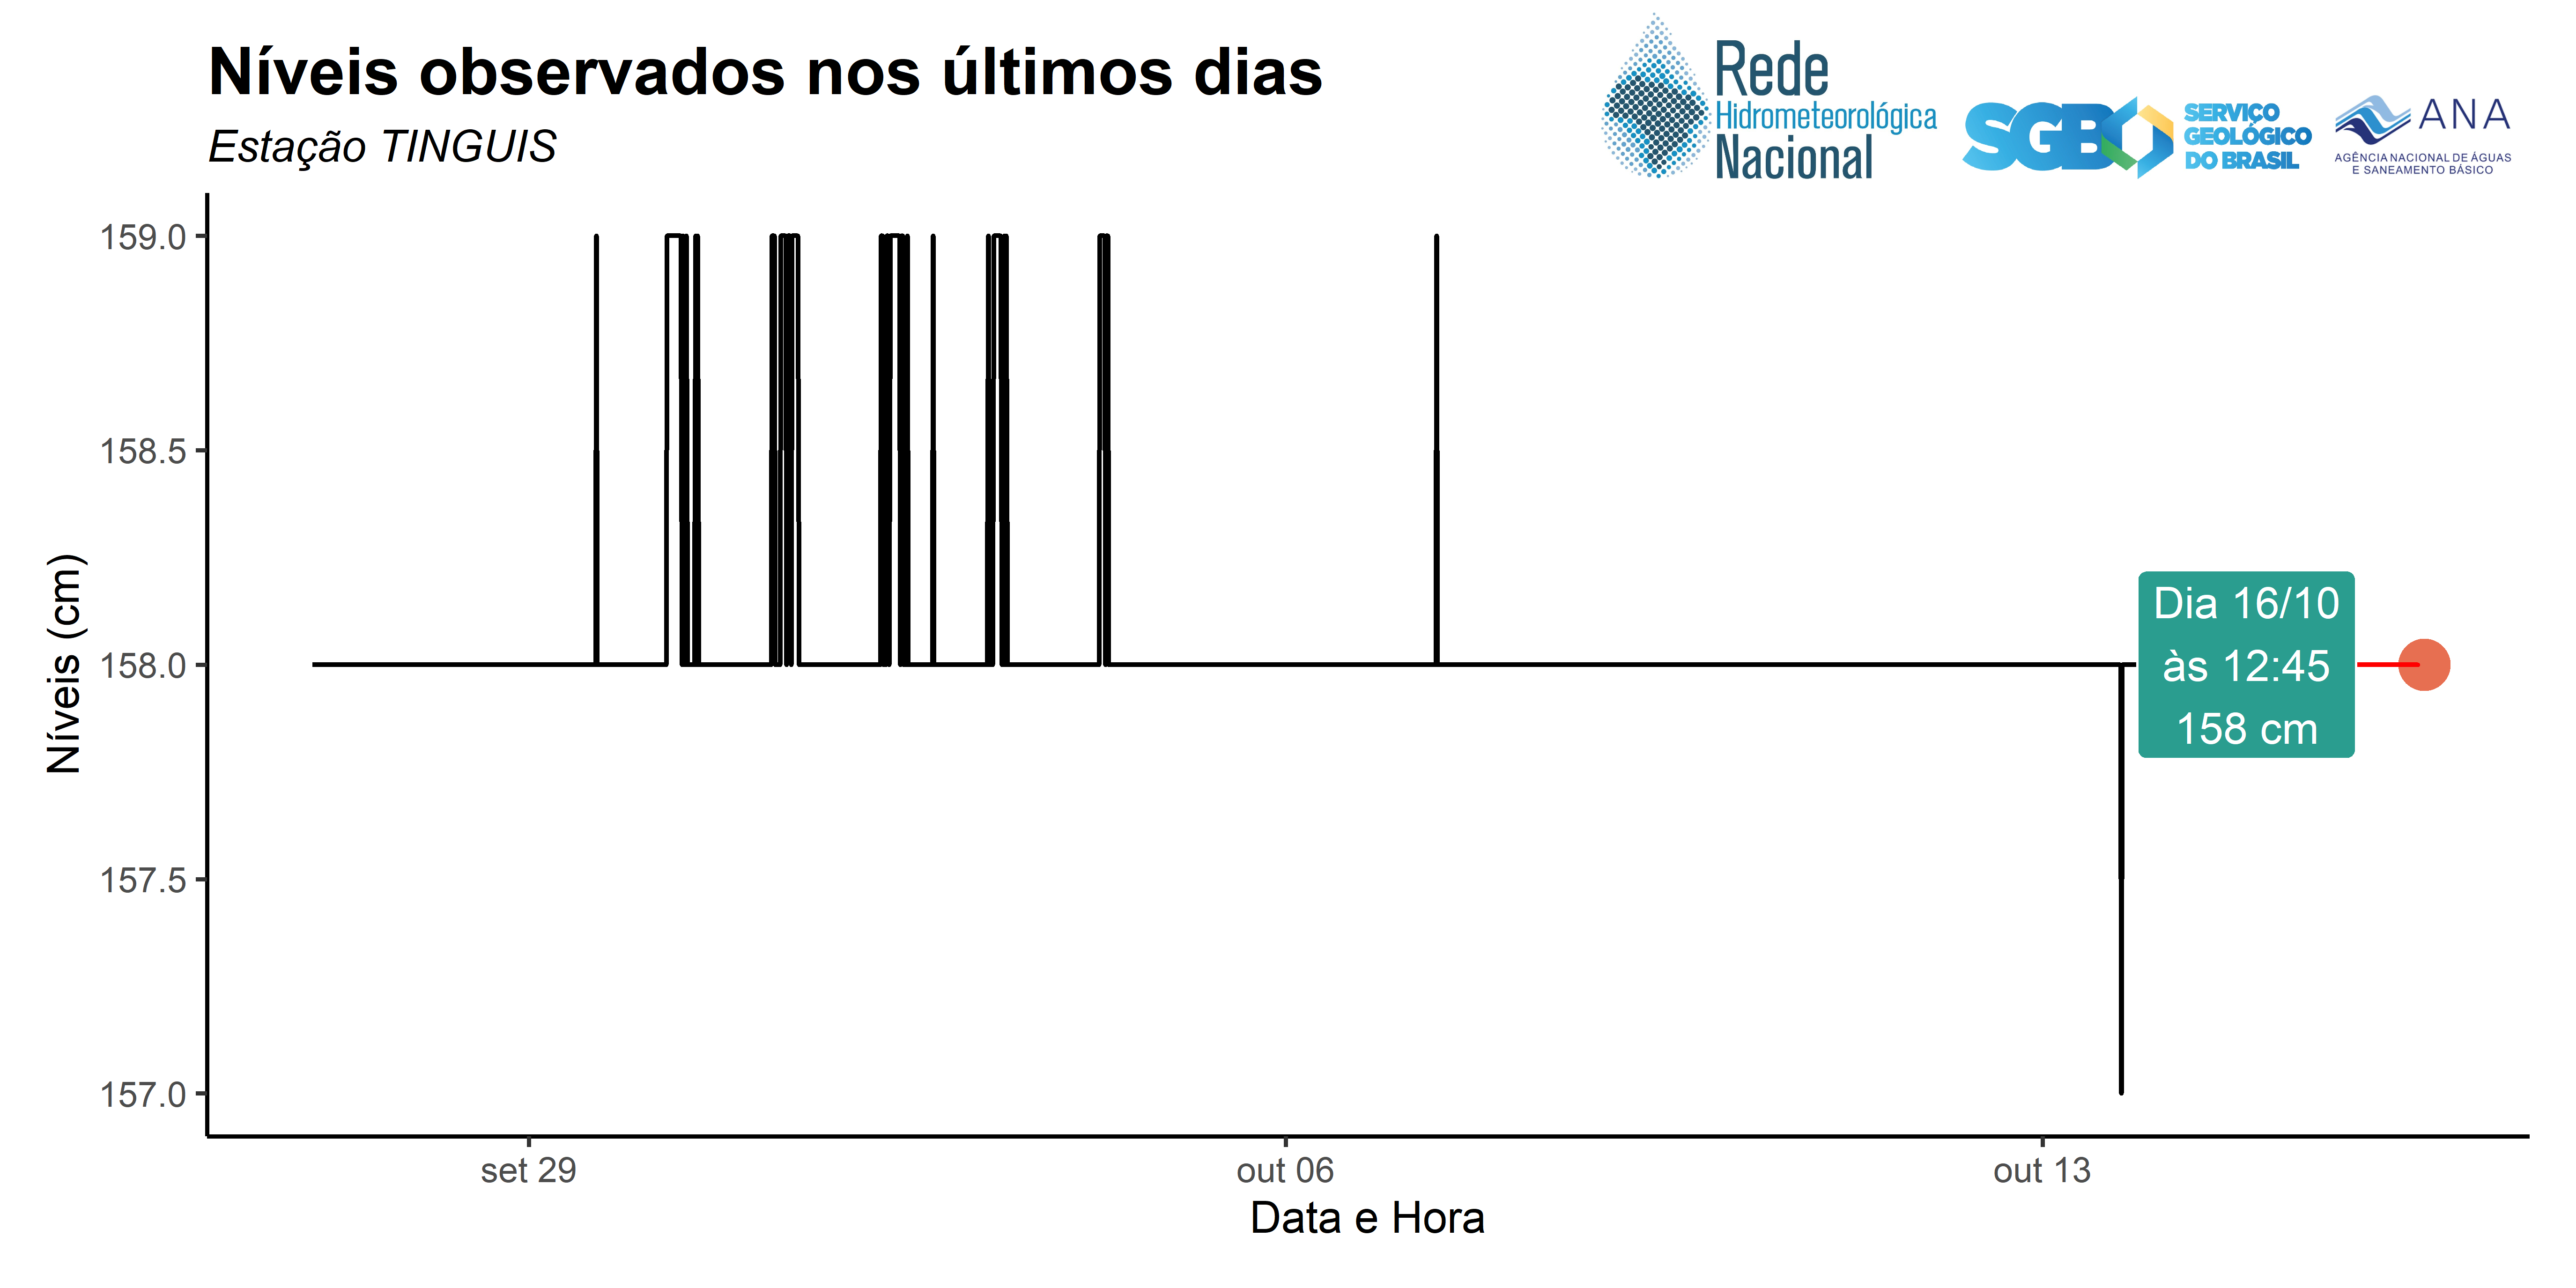 Níveis observados nos últimos dias
Estação TINGUIS
Rede
Hidrometeorológica
Nacional
SGB
SERVIÇO
GEOLÓGICO
DO BRASIL
ANA
AGÊNCIA NACIONAL DE ÁGUAS
E SANEAMENTO BÁSICO
Níveis (cm)
159.0
158.5
158.0
157.5
157.0
Dia 16/10
às 12:45
158 cm
set 29
out 06
out 13
Data e Hora